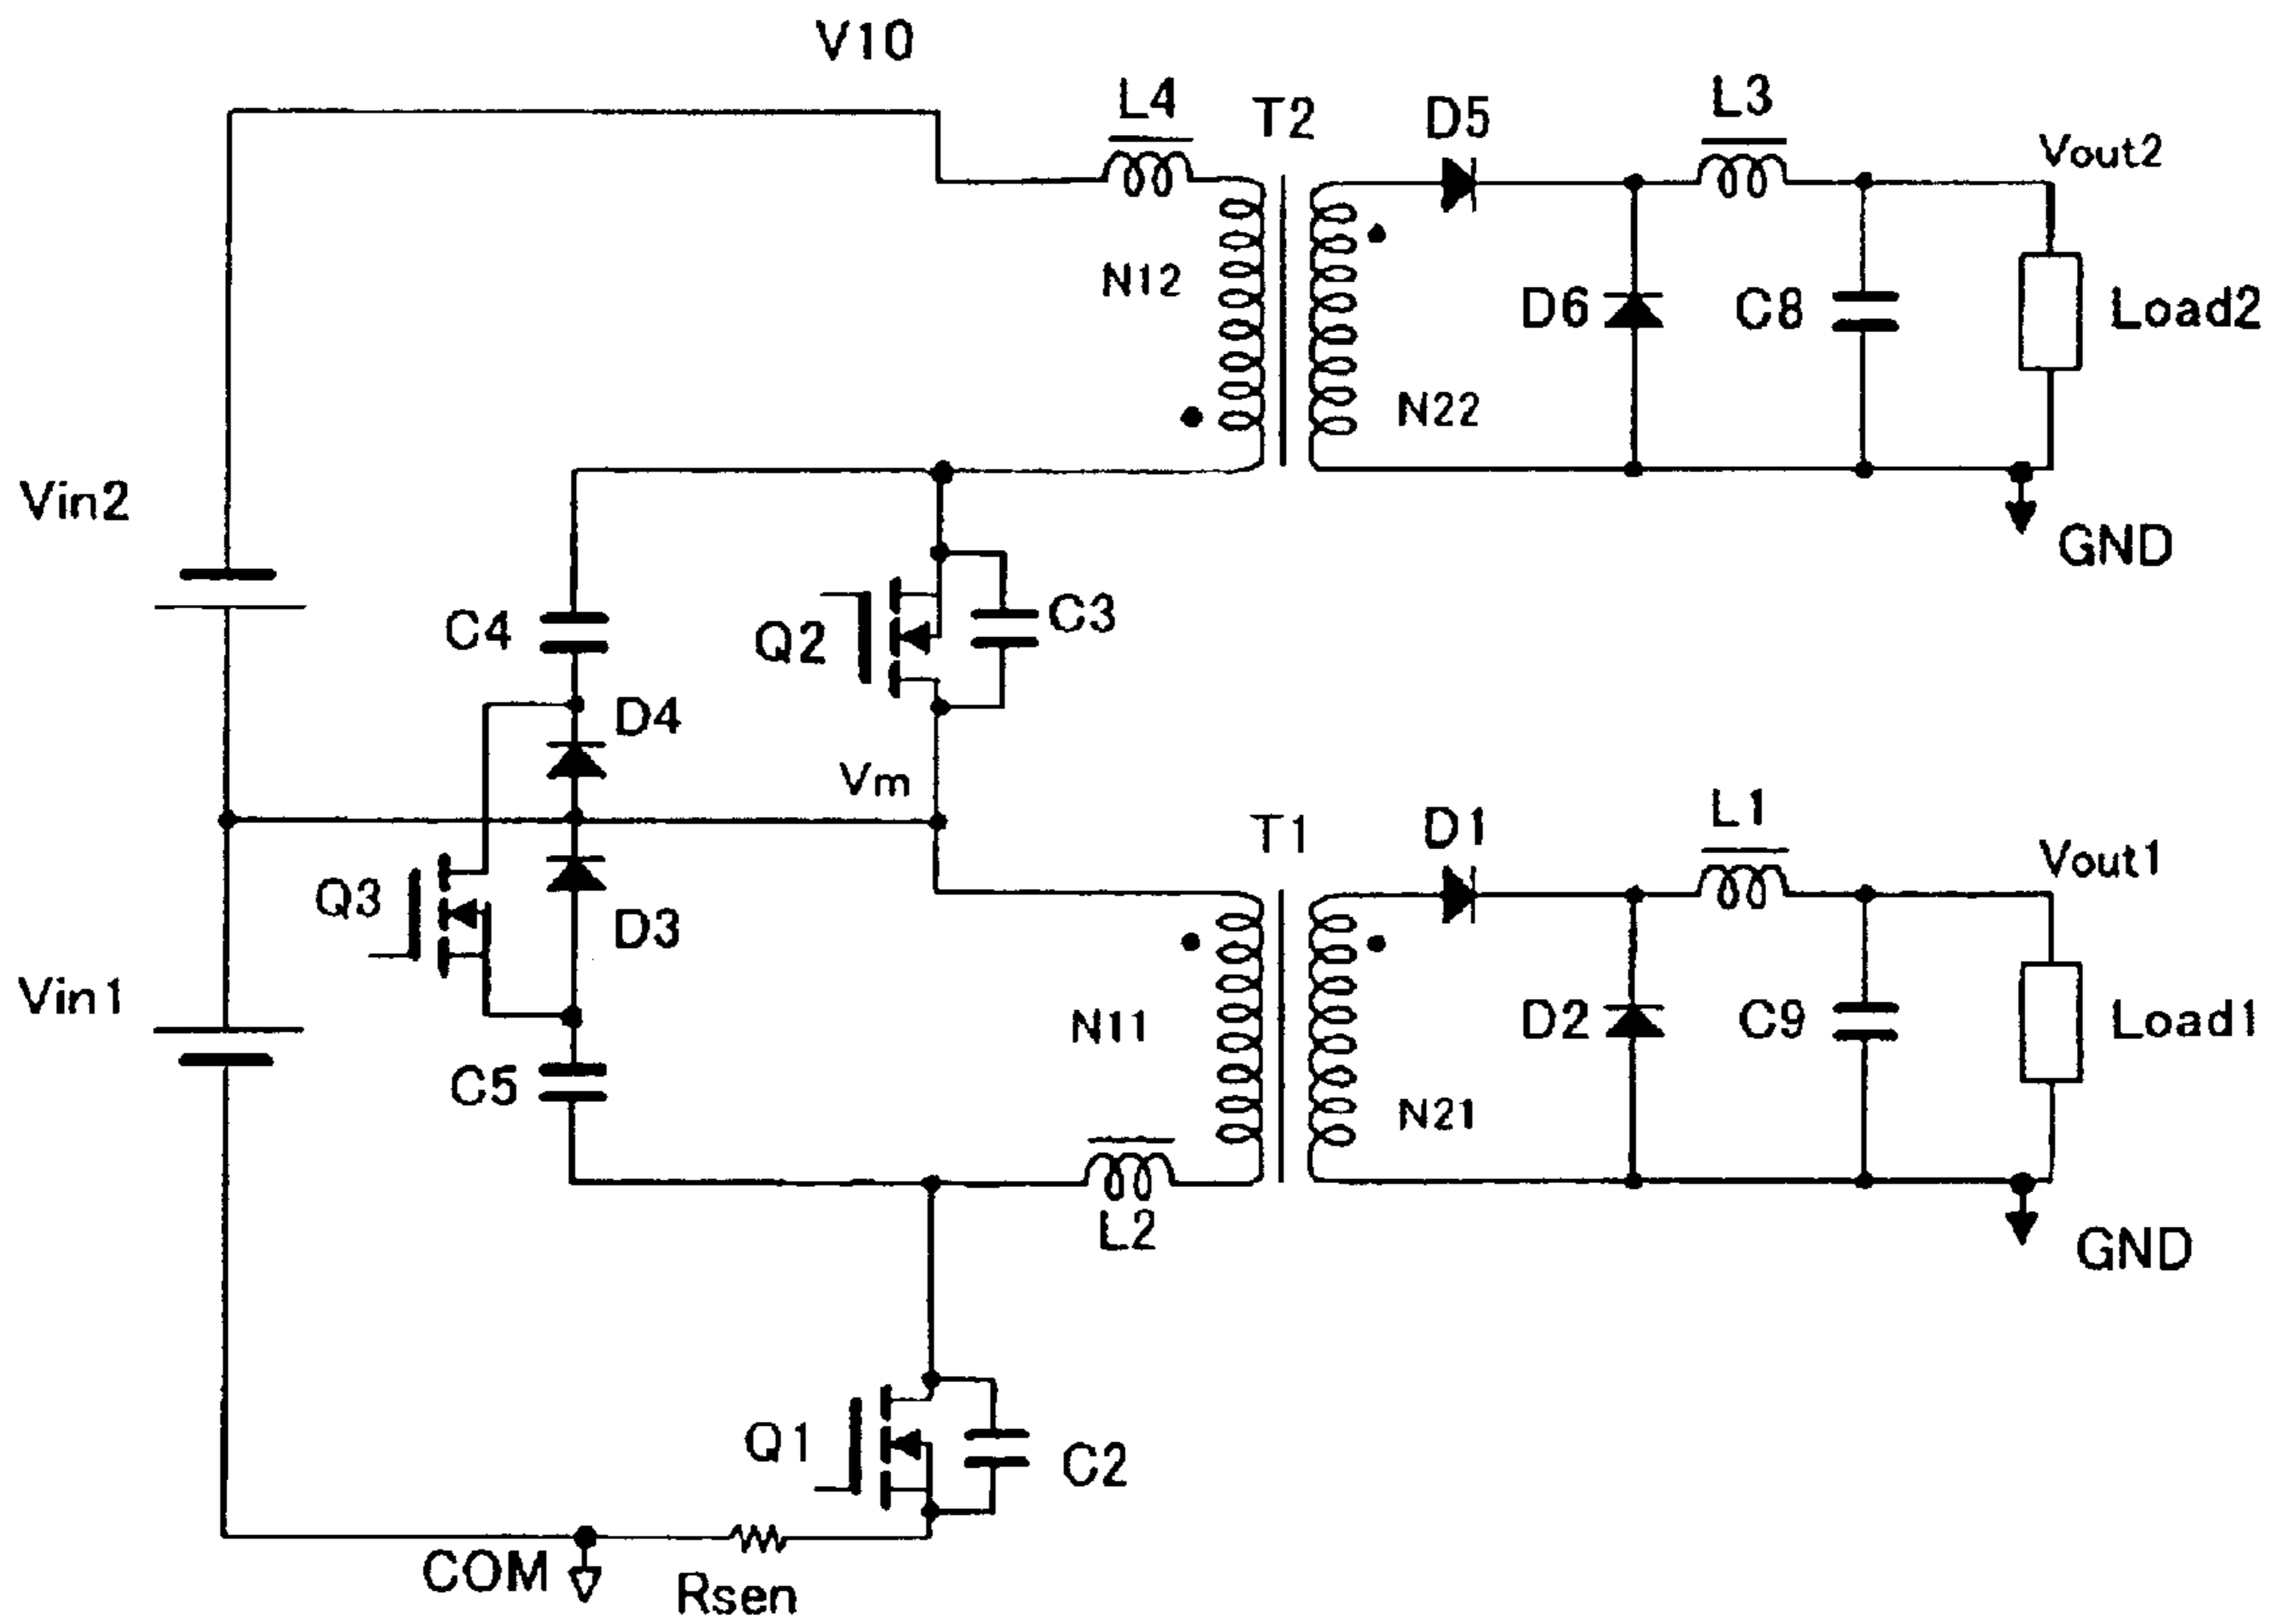 V10
L4
T2
D5
L3
Vout2
N12
D6
C8
Load2
N22
Vin2
GND
C4
Q2
C3
D4
Vm
T1
D1
L1
Vout1
Q3
D3
Vin1
N11
D2
C9
Load1
C5
N21
L2
GND
Q1
C2
COM
Rsen